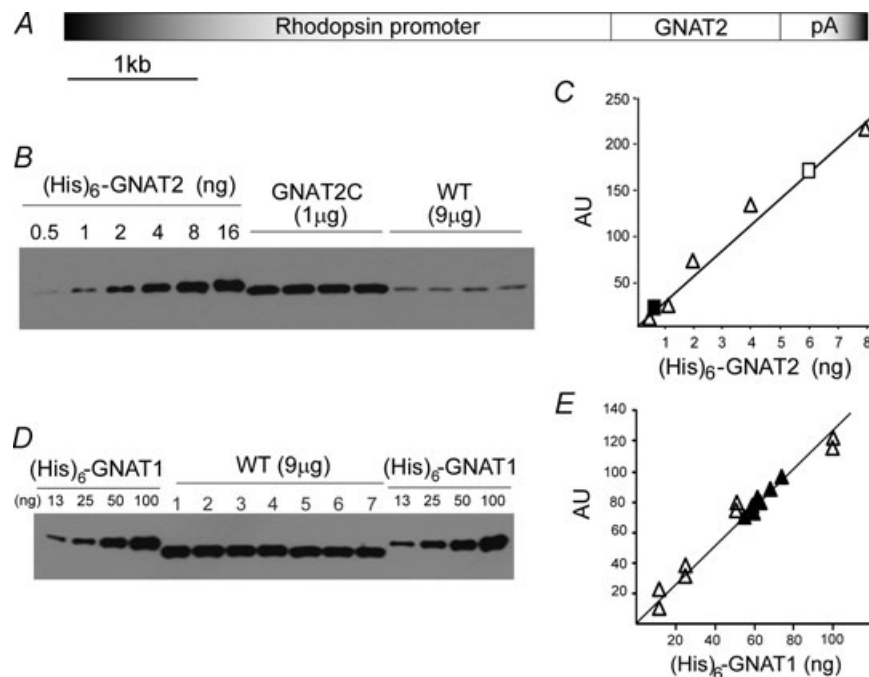 A
Rhodopsin promoter GNAT2 pA
1kb
B
(His)6-GNAT2 (ng) GNAT2C (1μg) WT (9μg)
0.5 1 2 4 8 16
C
250
200
150
100
50
AU
1 2 3 4 5 6 7 8
(His)6-GNAT2 (ng)
D
(His)6-GNAT1 WT (9μg) (His)6-GNAT1
(ng) 13 25 50 100 1 2 3 4 5 6 7 13 25 50 100
E
140
120
100
80
60
40
20
AU
20 40 60 80 100
(His)6-GNAT1 (ng)